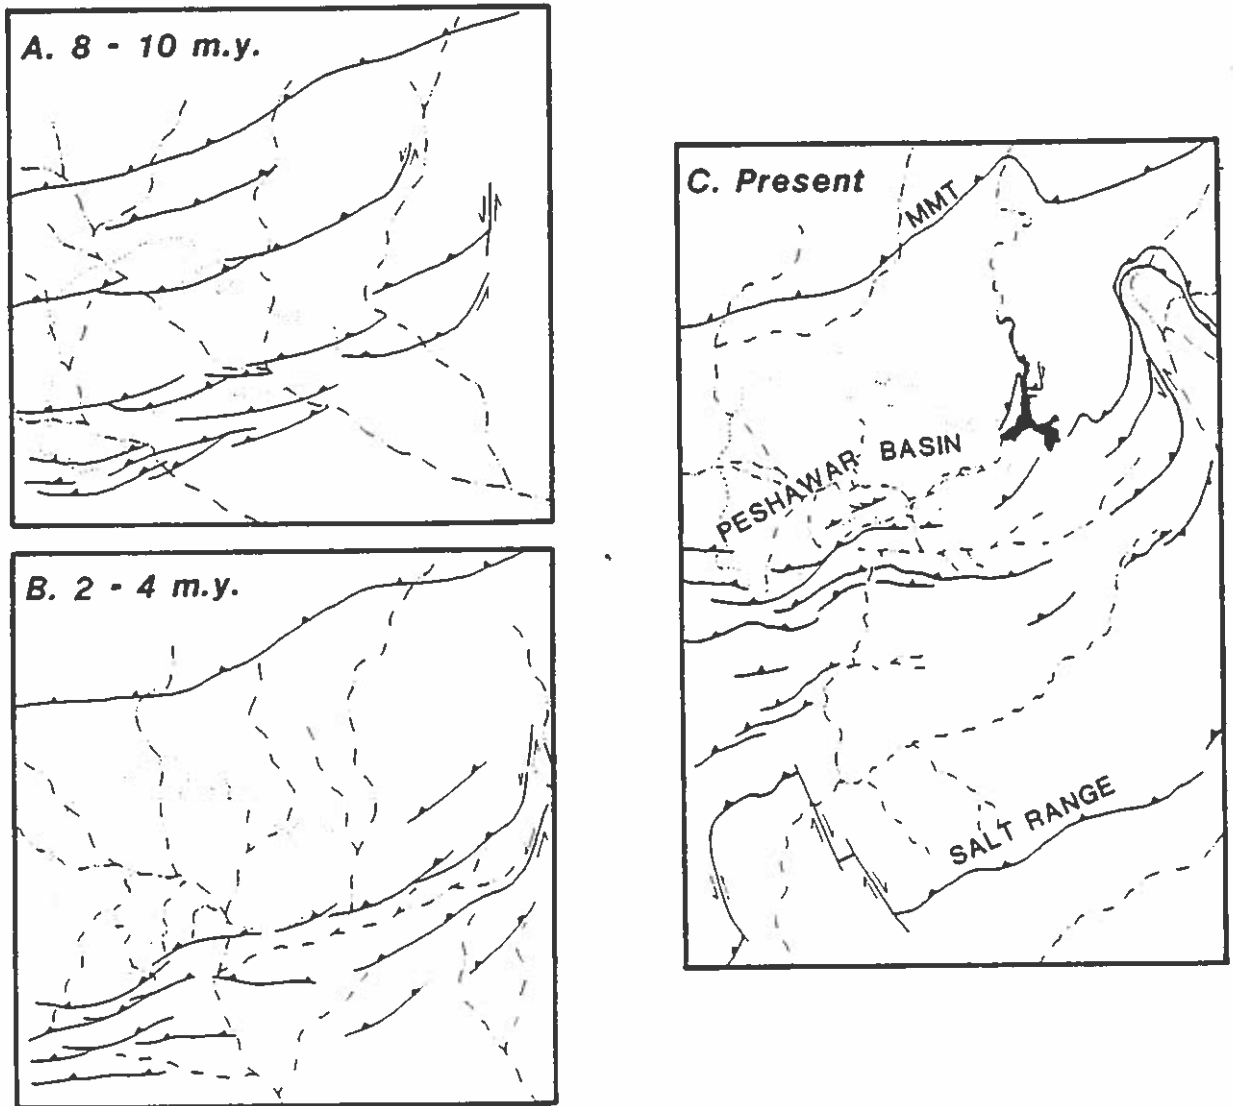 A. 8 - 10 m.y.
B. 2 - 4 m.y.
C. Present
MMT
PESHAWAR BASIN
SALT RANGE